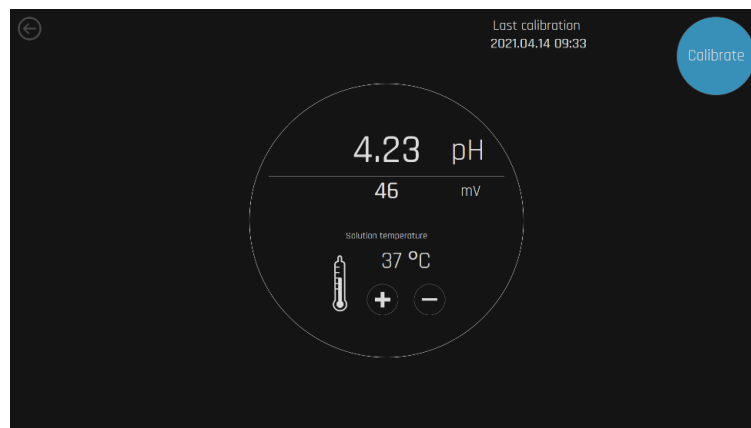 Last calibration
2021.04.14 09:33
Calibrate
4.23 pH
46 mV
Solution temperature
37 °C